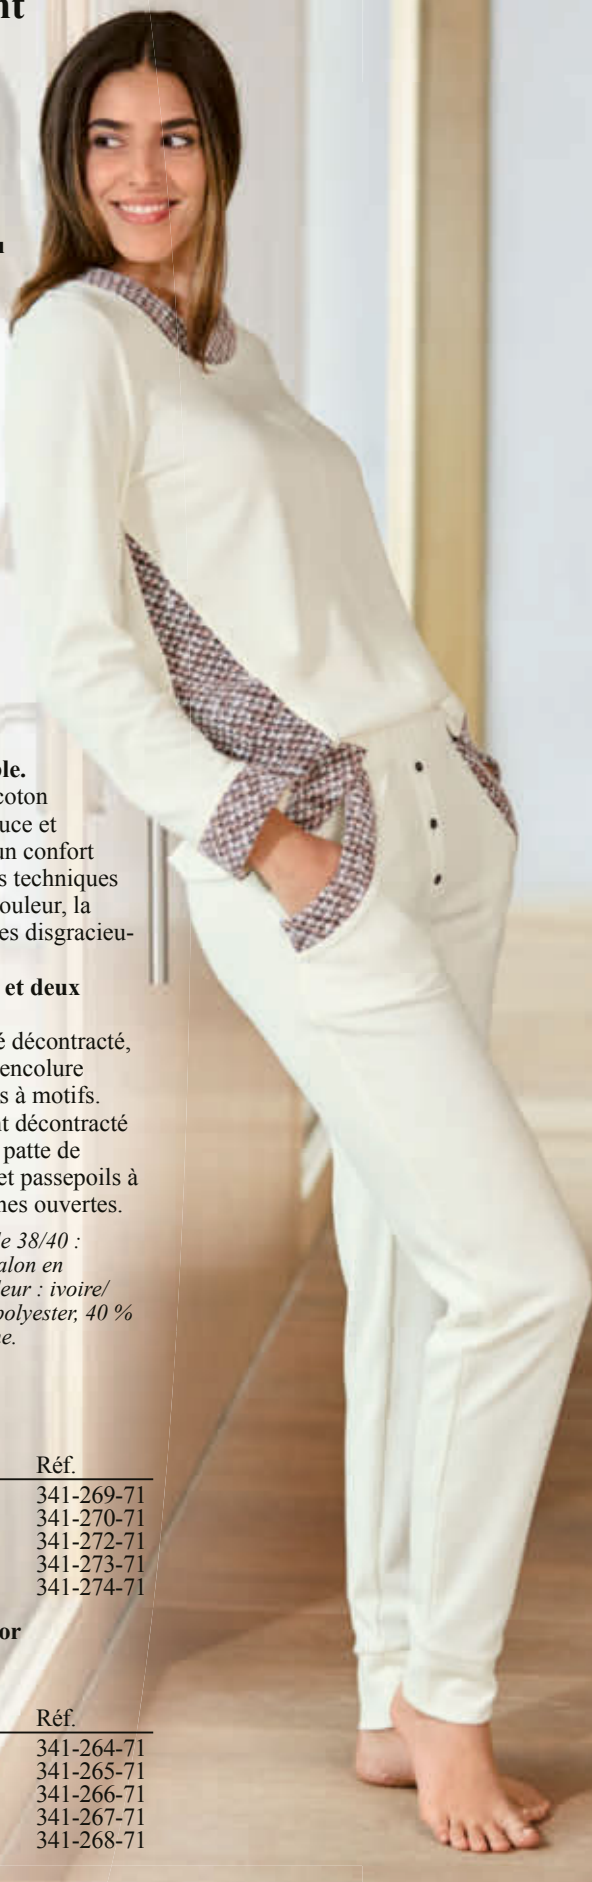 nt
u
ole.
coton
uce et
un confort
s techniques
ouleur, la
es disgracieu-
et deux
é décontracté,
encolure
s à motifs.
nt décontracté
patte de
et passepoils à
nes ouvertes.
le 38/40 :
alon en
leur : ivoire/
polyester, 40 %
ne.
Réf.
341-269-71
341-270-71
341-272-71
341-273-71
341-274-71
or
Réf.
341-264-71
341-265-71
341-266-71
341-267-71
341-268-71